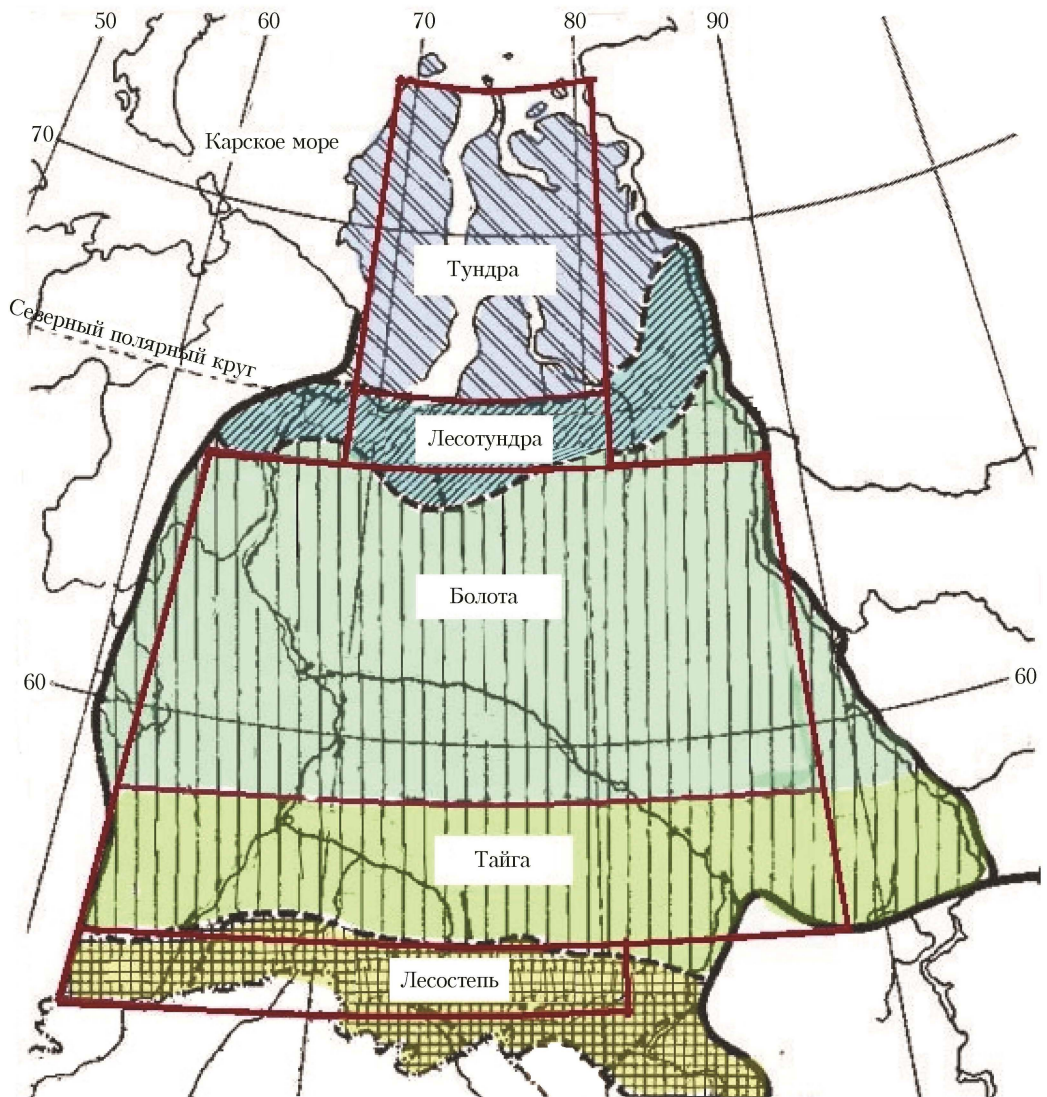 50 60 70 80 90
70
Карское море
Тундра
Северный полярный круг
Лесотундра
Болота
60 60
Тайга
Лесостепь